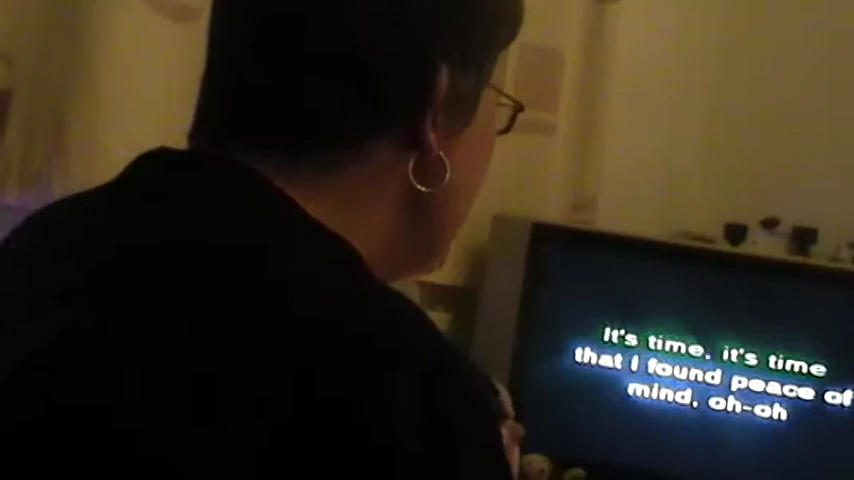 It's time, it's time
that I found peace of
mind, oh-oh